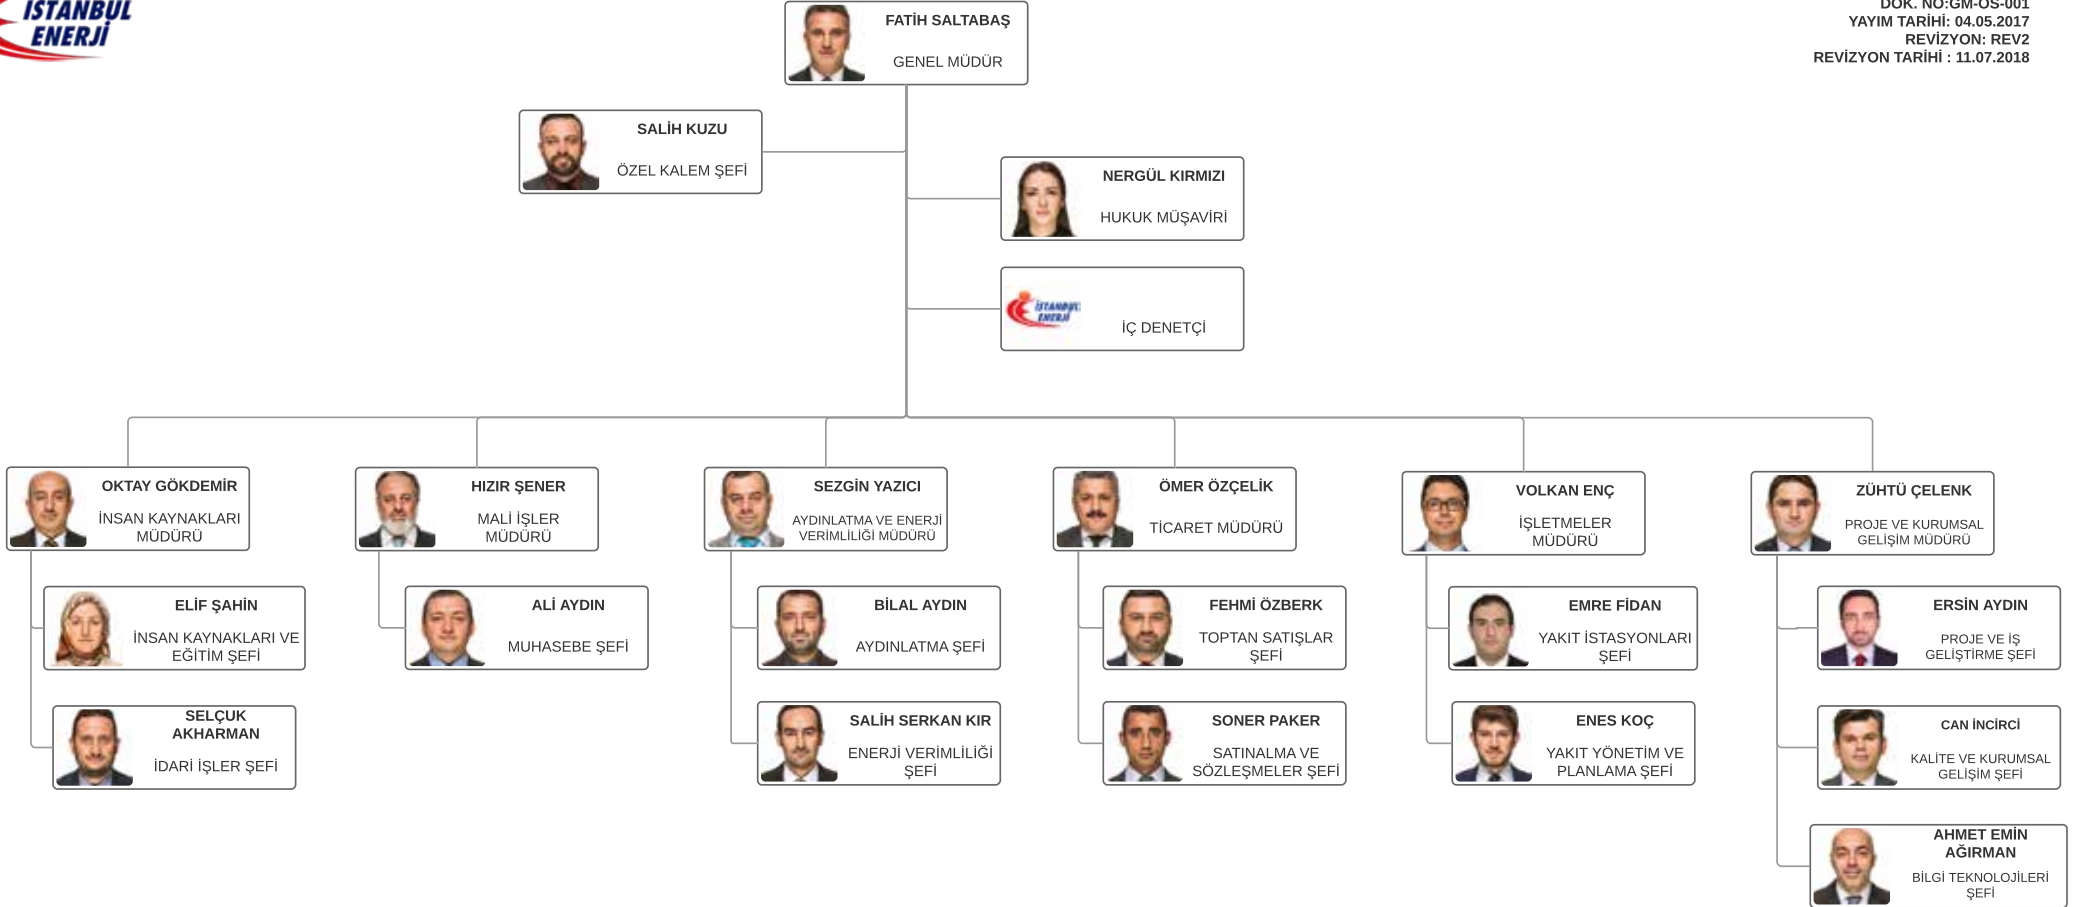 İSTANBUL
ENERJİ
DOK. NO:GM-OS-001
YAYIM TARİHİ: 04.05.2017
REVİZYON: REV2
REVİZYON TARİHİ : 11.07.2018
FATİH SALTABAŞ
GENEL MÜDÜR
SALİH KUZU
ÖZEL KALEM ŞEFİ
NERGÜL KIRMIZI
HUKUK MÜŞAVİRİ
İSTANBUL
ENERJİ
İÇ DENETÇİ
OKTAY GÖKDEMİR
İNSAN KAYNAKLARI
MÜDÜRÜ
HIZIR ŞENER
MALİ İŞLER
MÜDÜRÜ
SEZGİN YAZICI
AYDINLATMA VE ENERJİ
VERİMLİLİĞİ MÜDÜRÜ
ÖMER ÖZÇELİK
TİCARET MÜDÜRÜ
VOLKAN ENÇ
İŞLETMELER
MÜDÜRÜ
ZÜHTÜ ÇELENK
PROJE VE KURUMSAL
GELİŞİM MÜDÜRÜ
ELİF ŞAHİN
İNSAN KAYNAKLARI VE
EĞİTİM ŞEFİ
ALİ AYDIN
MUHASEBE ŞEFİ
BİLAL AYDIN
AYDINLATMA ŞEFİ
FEHMİ ÖZBERK
TOPTAN SATIŞLAR
ŞEFİ
EMRE FİDAN
YAKIT İSTASYONLARI
ŞEFİ
ERSİN AYDIN
PROJE VE İŞ
GELİŞTİRME ŞEFİ
SELÇUK
AKHARMAN
İDARİ İŞLER ŞEFİ
SALİH SERKAN KIR
ENERJİ VERİMLİLİĞİ
ŞEFİ
SONER PAKER
SATINALMA VE
SÖZLEŞMELER ŞEFİ
ENES KOÇ
YAKIT YÖNETİM VE
PLANLAMA ŞEFİ
CAN İNCİRCİ
KALİTE VE KURUMSAL
GELİŞİM ŞEFİ
AHMET EMİN
AĞIRMAN
BİLGİ TEKNOLOJİLERİ
ŞEFİ